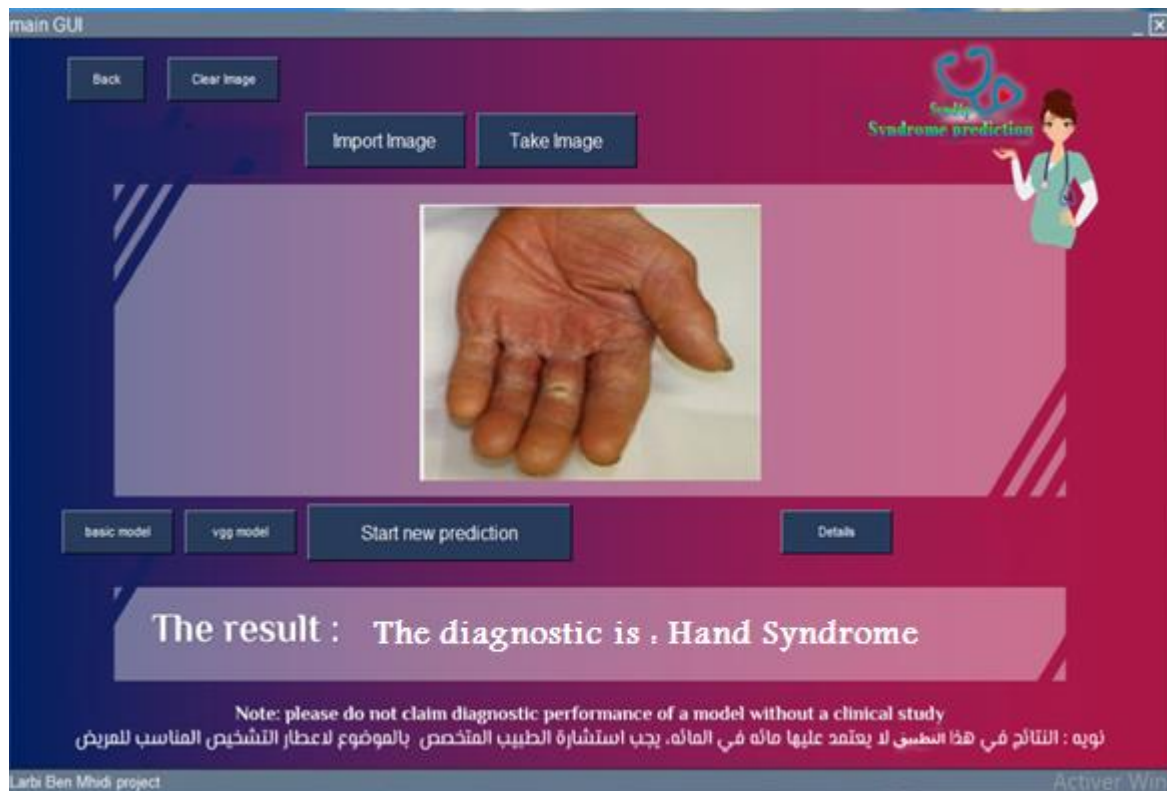 main GUI
Back
Clear Image
Import Image
Take Image
Syndrome prediction
basic model
vgg model
Start new prediction
Details
The result :
The diagnostic is : Hand Syndrome
Note: please do not claim diagnostic performance of a model without a clinical study
نويه : النتائج في هذا التطبيق لا يعتمد عليها مائه في المائه، يجب استشارة الطبيب المتخصص بالموضوع لاعطار التشخيص المناسب للمريض
Larbi Ben Mhidi project
Activer Win